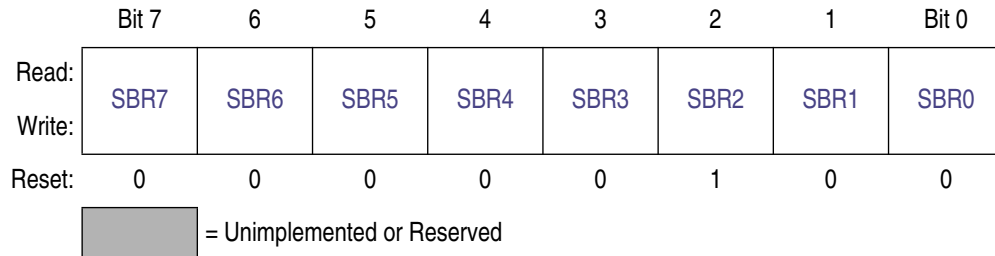 Bit 7 6 5 4 3 2 1 Bit 0
Read:
SBR7 SBR6 SBR5 SBR4 SBR3 SBR2 SBR1 SBR0
Write:
Reset: 0 0 0 0 0 1 0 0
= Unimplemented or Reserved